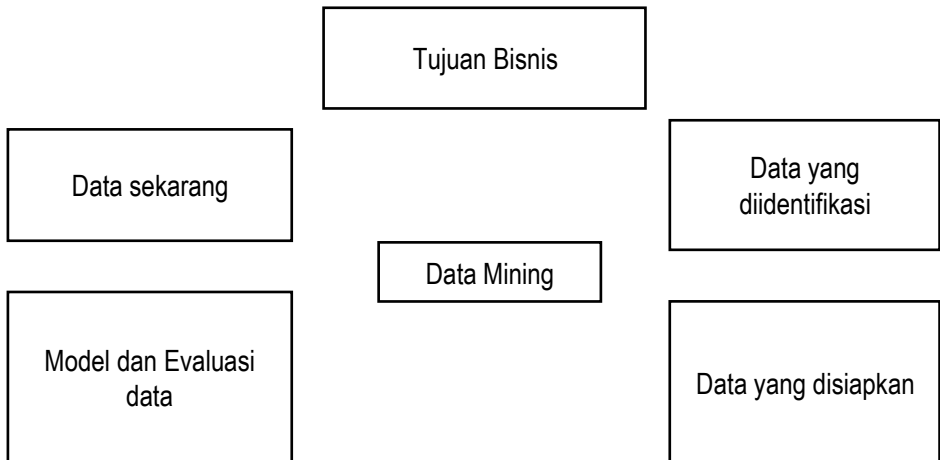 Tujuan Bisnis
Data sekarang
Data yang
diidentifikasi
Data Mining
Model dan Evaluasi
data
Data yang disiapkan